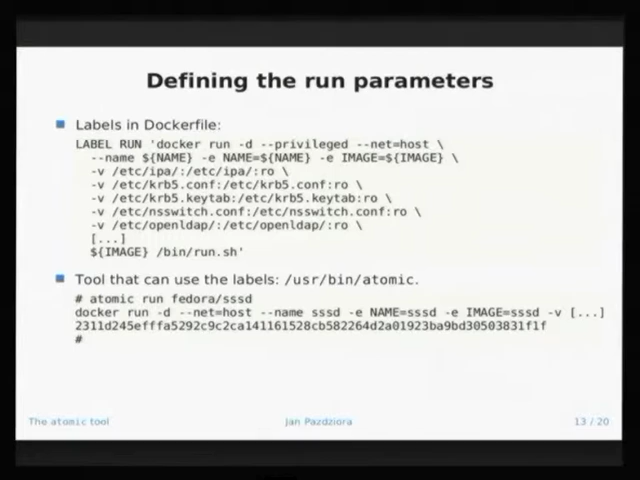 Defining the run parameters
Labels in Dockerfile:
LABEL RUN 'docker run -d --privileged --net=host \
--name ${NAME} -e NAME=${NAME} -e IMAGE=${IMAGE} \
-v /etc/ipa/:/etc/ipa/:ro \
-v /etc/krb5.conf:/etc/krb5.conf:ro \
-v /etc/krb5.keytab:/etc/krb5.keytab:ro \
-v /etc/nsswitch.conf:/etc/nsswitch.conf:ro \
-v /etc/openldap/:/etc/openldap/:ro \
[...]
${IMAGE} /bin/run.sh'
Tool that can use the labels: /usr/bin/atomic.
# atomic run fedora/sssd
docker run -d --net=host --name sssd -e NAME=sssd -e IMAGE=sssd -v [...]
2311d245efffa5292c9c2ca141161528cb582264d2a01923ba9bd30503831f1f
#
The atomic tool
Jan Pazdziora
13 / 20